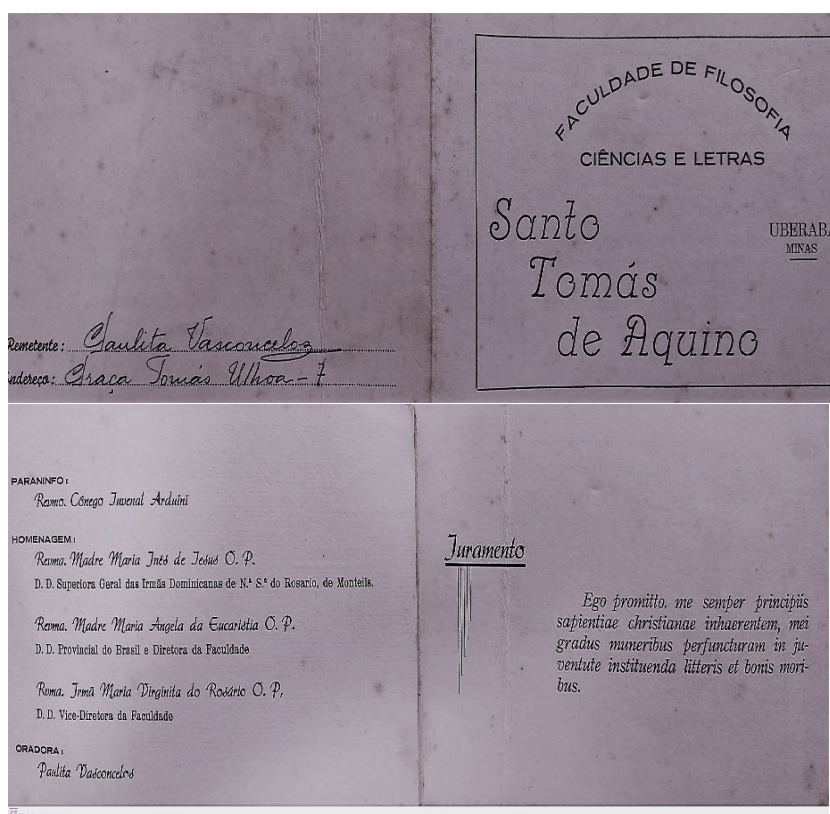 FACULDADE DE FILOSOFIA
CIÊNCIAS E LETRAS
Santo
Tomás
de Aquino
UBERABA
MINAS
Remetente: Paulita Vasconcelos
ndereço: Praça Tomás Ulhoa - 7
PARANINFO:
Revmo. Cônego Juvenal Arduini
HOMENAGEM:
Revma. Madre Maria Inês de Jesus O. P.
D. D. Superiora Geral das Irmãs Dominicanas de N.ª S.ª do Rosario, de Monteils.
Revma. Madre Maria Angela da Eucaristia O. P.
D. D. Provincial do Brasil e Diretora da Faculdade
Rvma. Irmã Maria Virginita do Rosário O. P,
D. D. Vice-Diretora da Faculdade
ORADORA:
Paulita Vasconcelos
Juramento
Ego promitto, me semper principiis
sapientiae christianae inhaerentem, mei
gradus muneribus perfuncturam in ju-
ventute instituenda litteris et bonis mori-
bus.